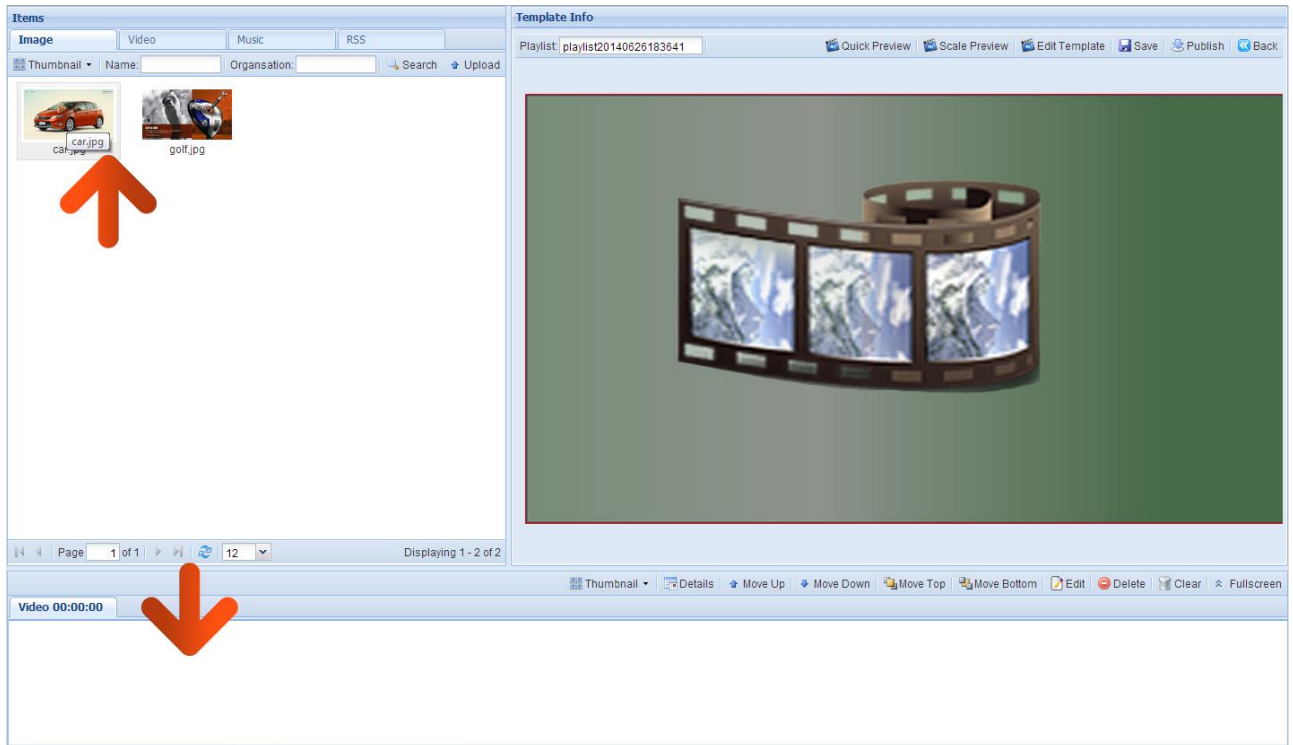 Items
Image Video Music RSS
Thumbnail Name: Organsation: Search Upload
car.jpg
car.jpg golf.jpg
Page 1 of 1 12 Displaying 1 - 2 of 2
Template Info
Playlist: playlist20140626183641 Quick Preview Scale Preview Edit Template Save Publish Back
Thumbnail Details Move Up Move Down Move Top Move Bottom Edit Delete Clear Fullscreen
Video 00:00:00